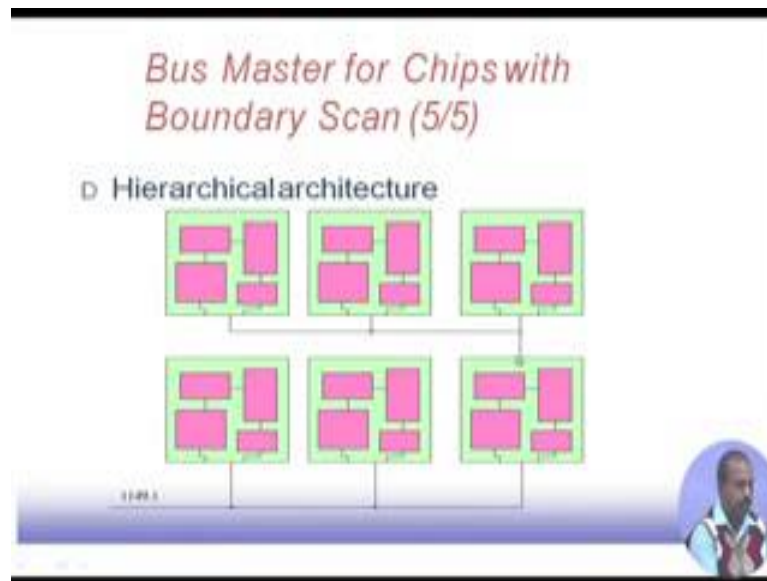 Bus Master for Chips with
Boundary Scan (5/5)
D Hierarchical architecture